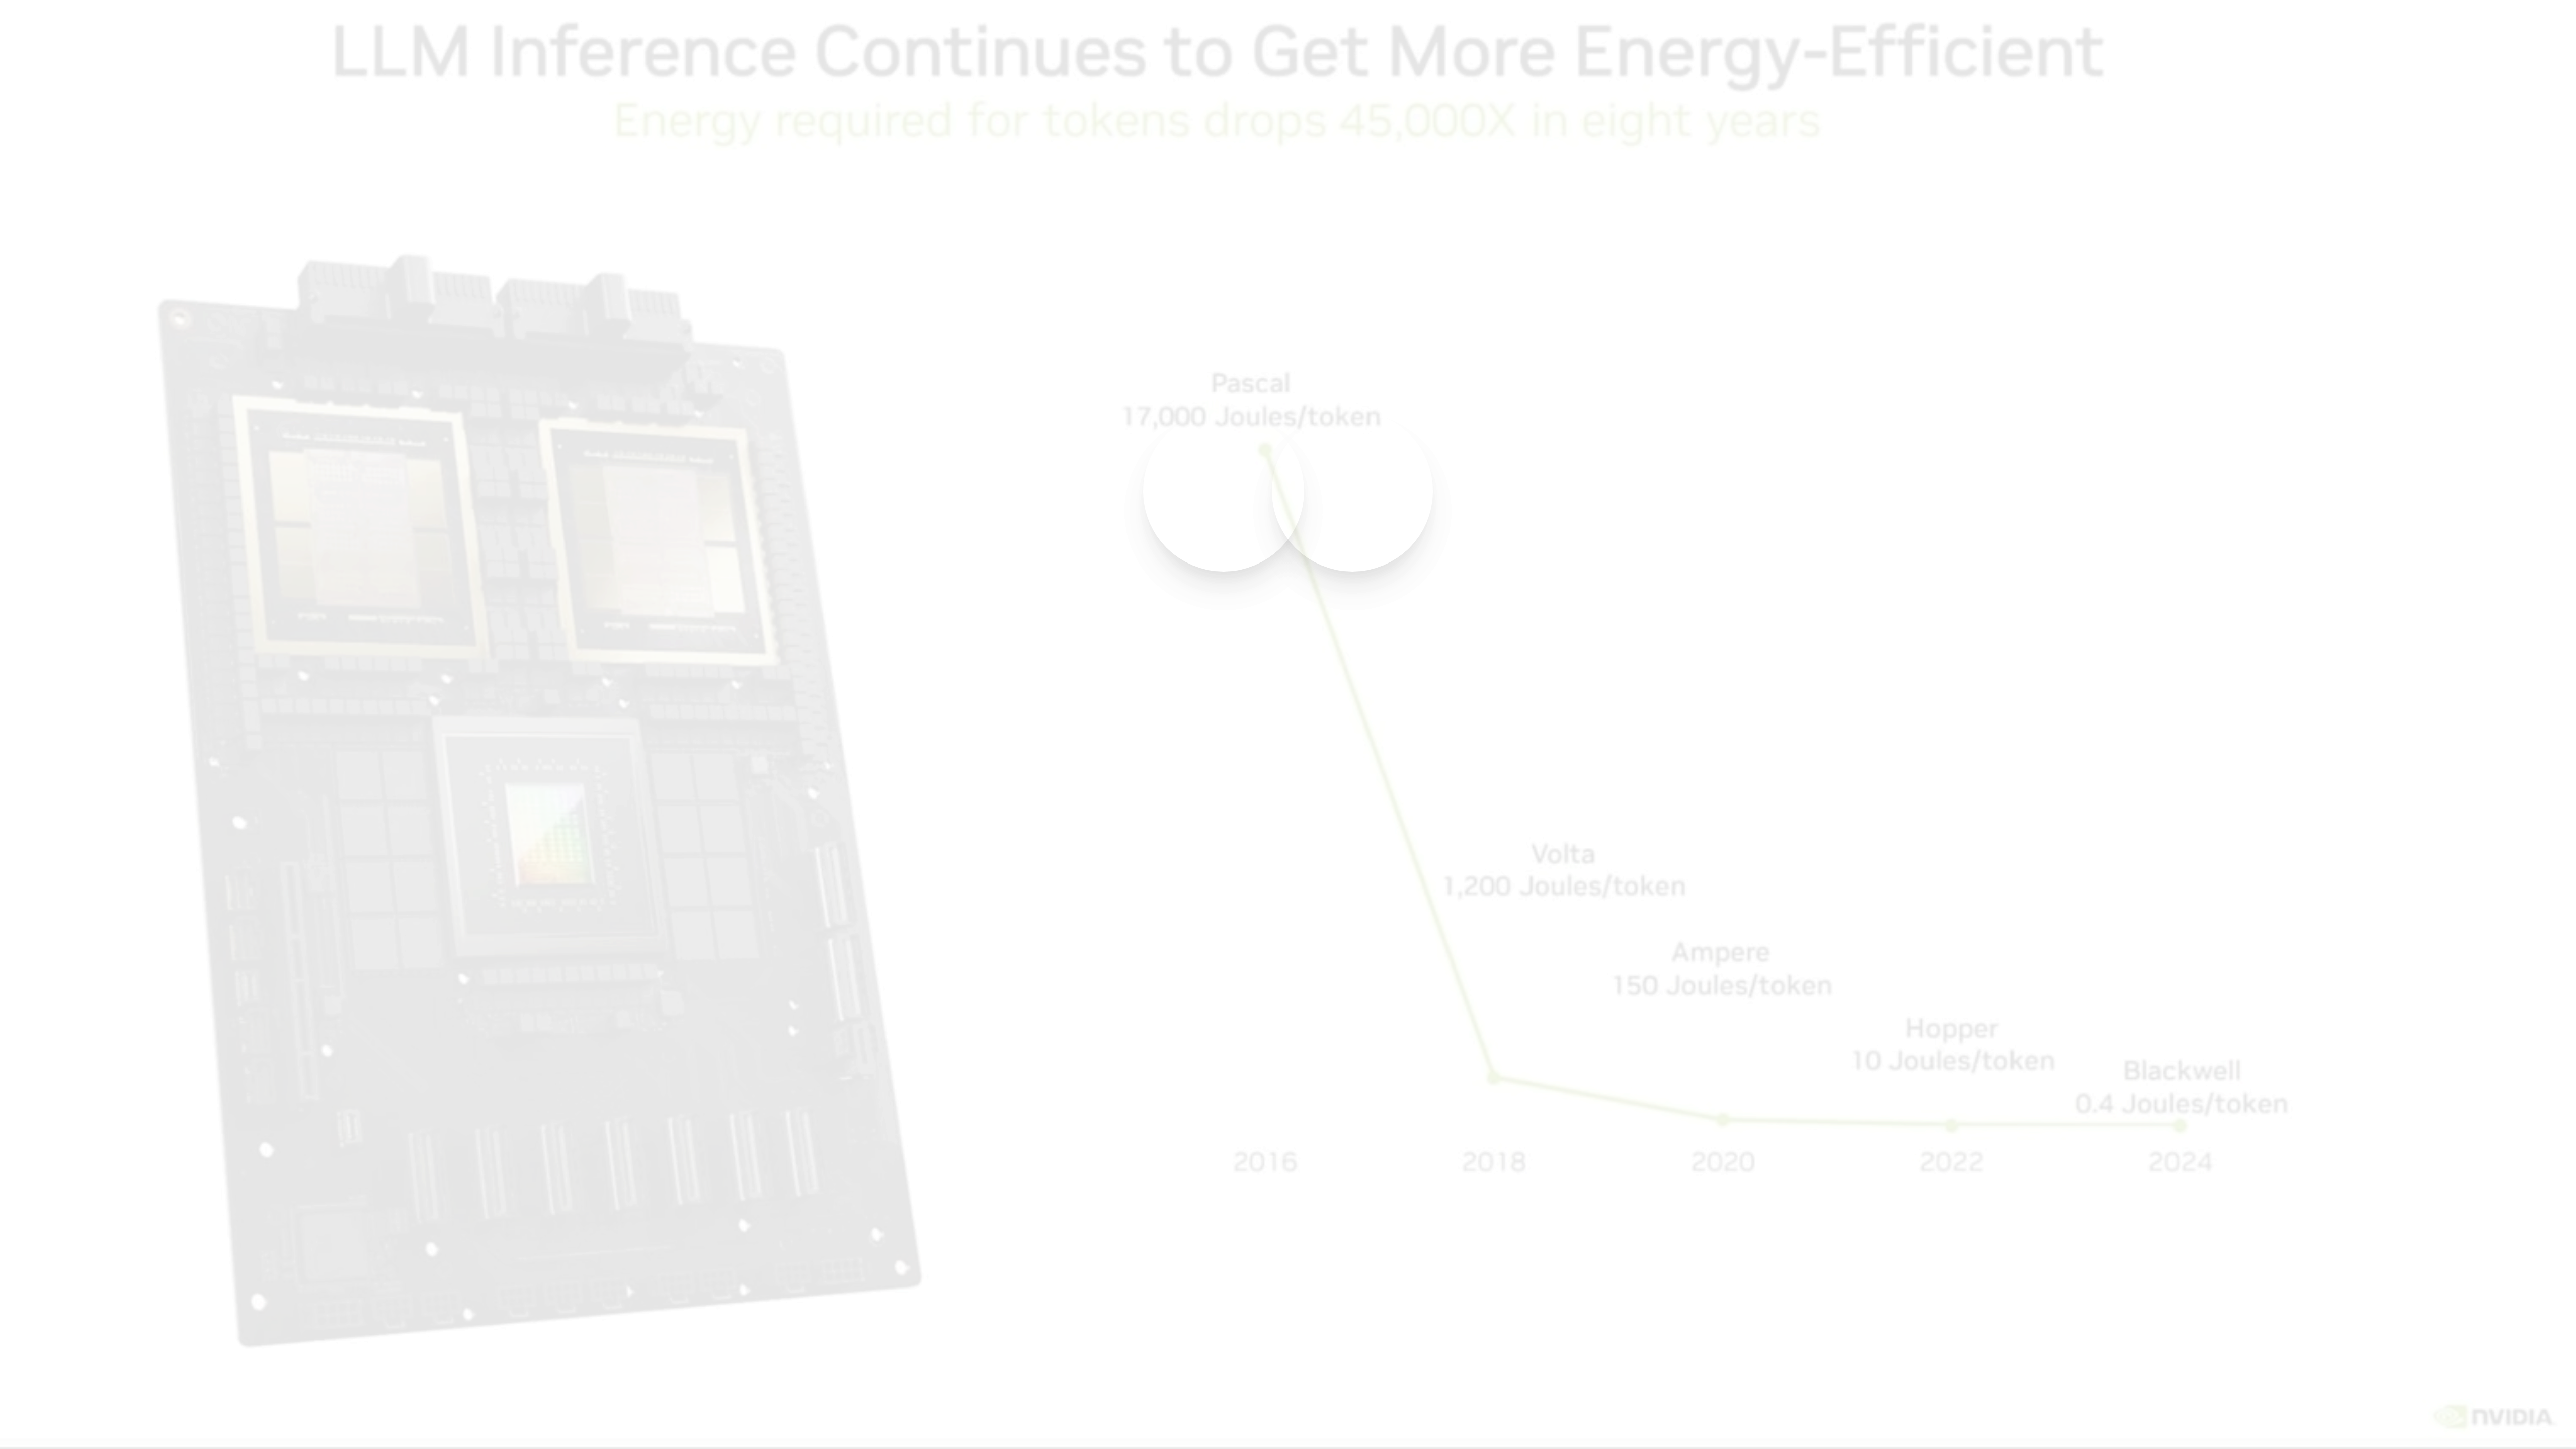 LLM Inference Continues to Get More Energy-Efficient
Energy required for tokens drops 45,000X in eight years
Pascal
17,000 Joules/token
Volta
1,200 Joules/token
Ampere
150 Joules/token
Hopper
10 Joules/token
Blackwell
0.4 Joules/token
2016
2018
2020
2022
2024
NVIDIA